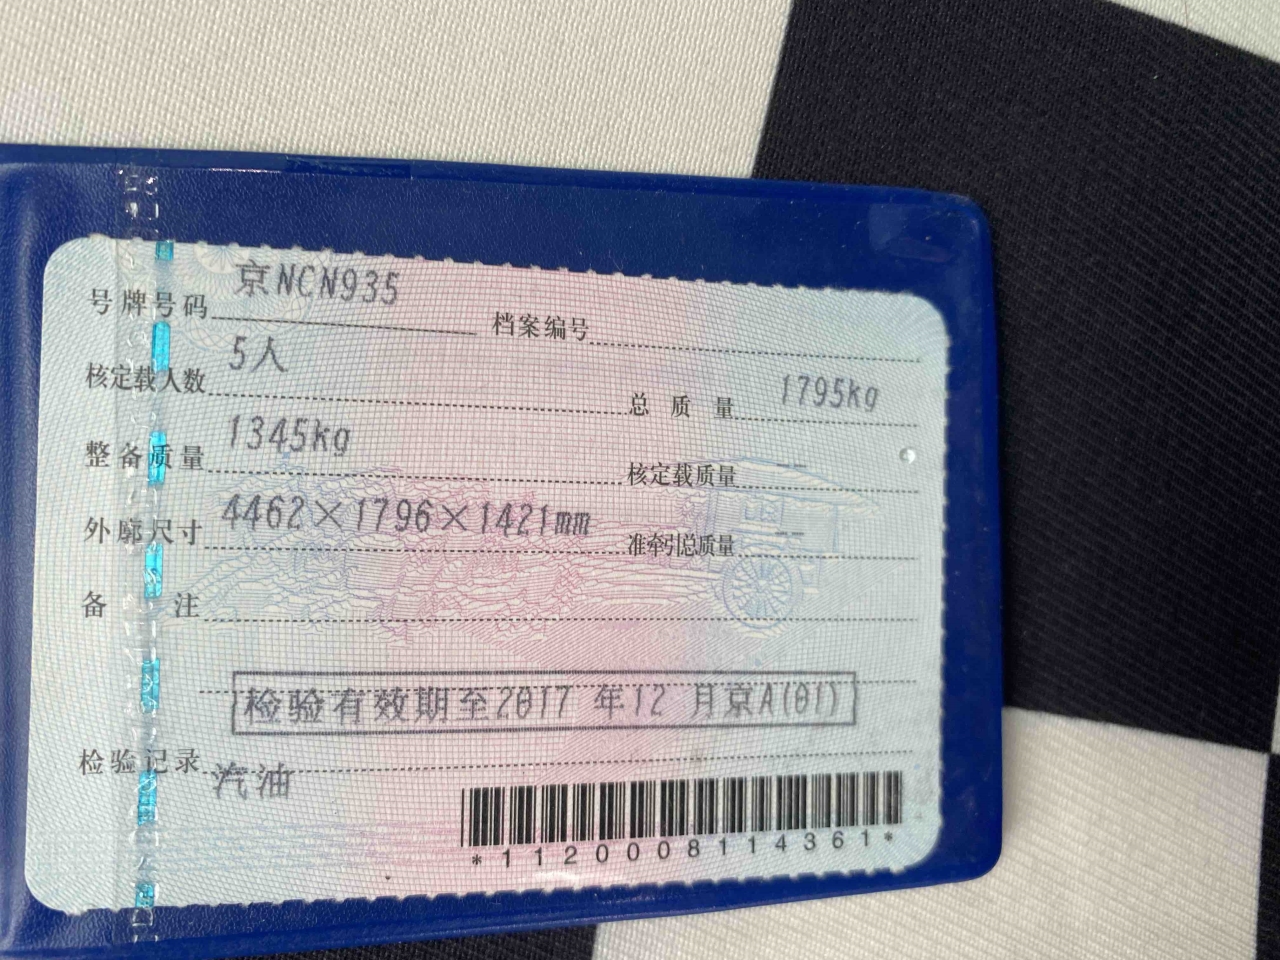 号牌号码 京NCN935 档案编号
核定载人数 5人 总质量 1795kg
整备质量 1345kg 核定载质量 --
外廓尺寸 4462×1796×1421mm 准牵引总质量 --
备注
检验有效期至2017 年12 月京A(01)
检验记录 汽油
*1120008114361*